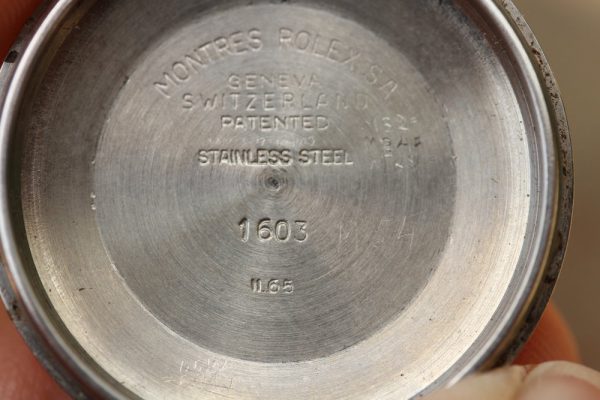 MONTRES ROLEX.S.A
GENEVA
SWITZERLAND
PATENTED
STAINLESS STEEL
1603
II.65